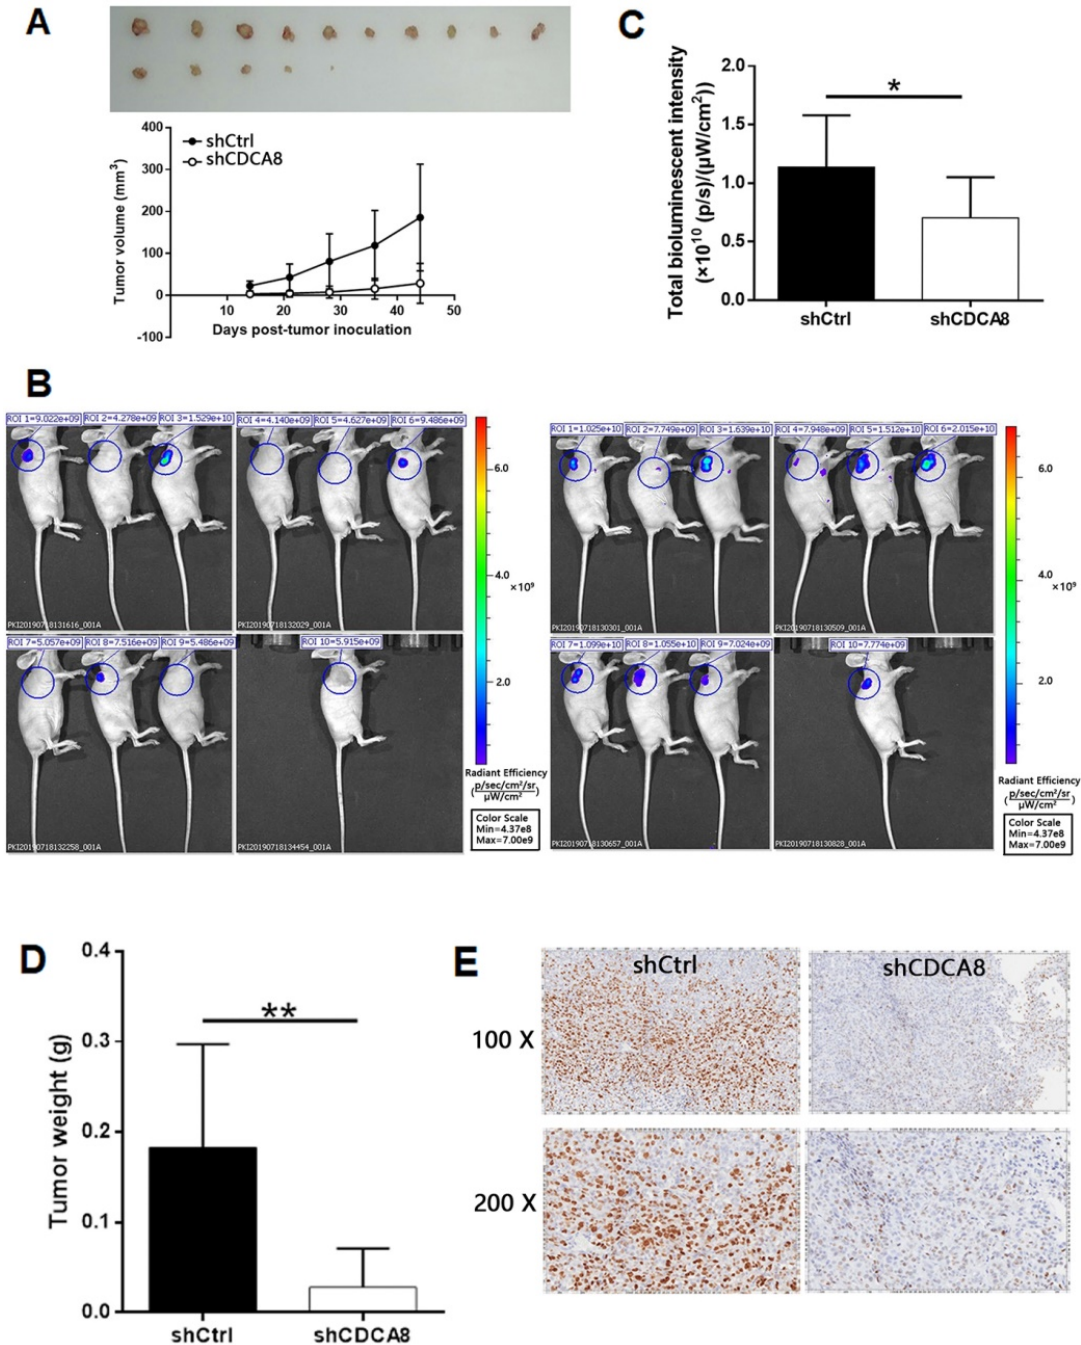 A
400
300
200
100
0
-100
Tumor volume (mm³)
shCtrl
shCDCA8
10 20 30 40 50
Days post-tumor inoculation
C
Total bioluminescent intensity
(×10¹⁰ (p/s)/(μW/cm²))
2.0
1.5
1.0
0.5
0.0
*
shCtrl shCDCA8
B
ROI 1=9.022e+09 ROI 2=4.278e+09 ROI 3=1.529e+10 ROI 4=4.140e+09 ROI 5=4.627e+09 ROI 6=9.486e+09
PKI20190718131616_001A PKI20190718132029_001A
ROI 7=5.057e+09 ROI 8=7.516e+09 ROI 9=5.486e+09 ROI 10=5.915e+09
PKI20190718132258_001A PKI20190718134454_001A
6.0
4.0
×10⁹
2.0
Radiant Efficiency
(p/sec/cm²/sr
μW/cm²)
Color Scale
Min=4.37e8
Max=7.00e9
ROI 1=1.025e+10 ROI 2=7.749e+09 ROI 3=1.639e+10 ROI 4=7.948e+09 ROI 5=1.512e+10 ROI 6=2.015e+10
PKI20190718130301_001A PKI20190718130509_001A
ROI 7=1.099e+10 ROI 8=1.055e+10 ROI 9=7.024e+09 ROI 10=7.774e+09
PKI20190718130657_001A PKI20190718130828_001A
6.0
4.0
×10⁹
2.0
Radiant Efficiency
(p/sec/cm²/sr
μW/cm²)
Color Scale
Min=4.37e8
Max=7.00e9
D
Tumor weight (g)
0.4
0.3
0.2
0.1
0.0
**
shCtrl shCDCA8
E
shCtrl shCDCA8
100 X
200 X